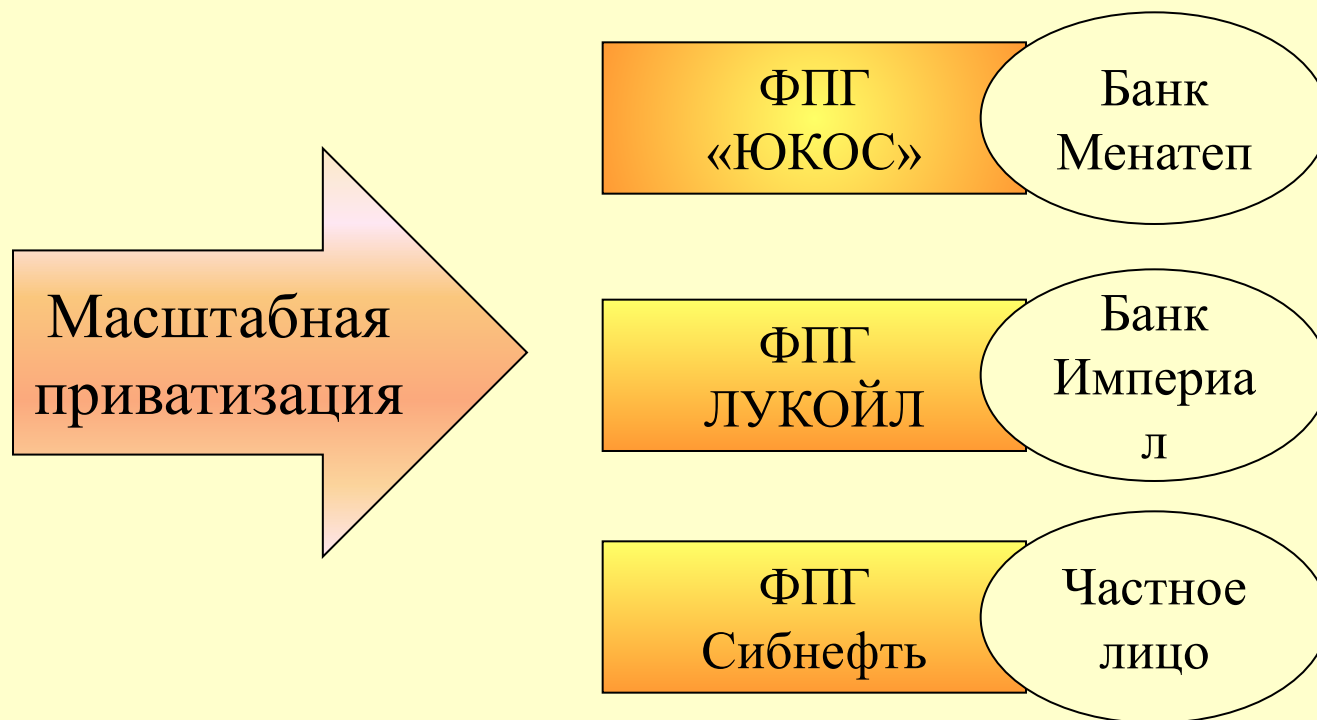 Масштабная
приватизация
ФПГ
«ЮКОС»
Банк
Менатеп
ФПГ
ЛУКОЙЛ
Банк
Империа
л
ФПГ
Сибнефть
Частное
лицо